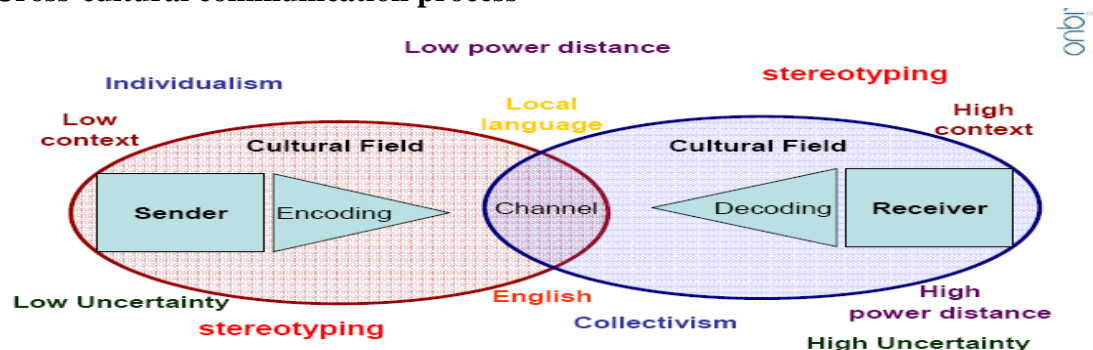 Cross-cultural communication process
Low power distance
Individualism
stereotyping
Low
context
Local
language
High
context
Cultural Field
Cultural Field
Sender
Encoding
Channel
Decoding
Receiver
Low Uncertainty
English
High
power distance
stereotyping
Collectivism
High Uncertainty